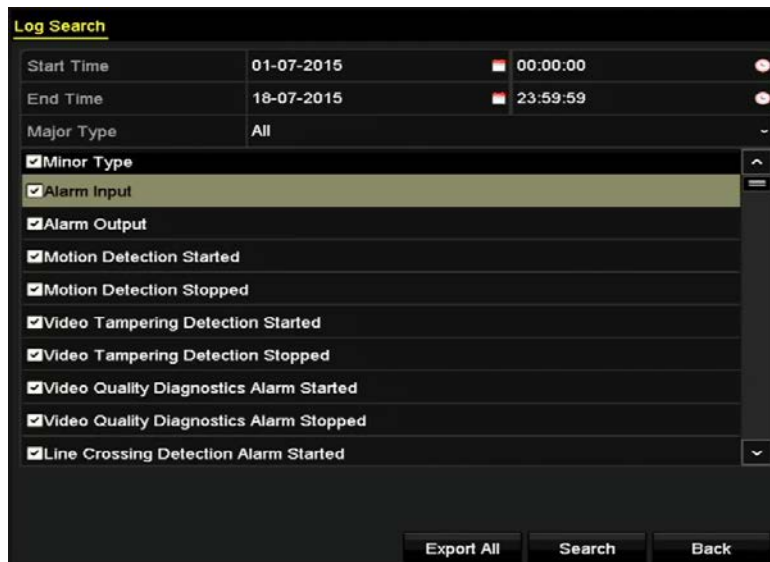 Log Search
Start Time 01-07-2015 00:00:00
End Time 18-07-2015 23:59:59
Major Type All
Minor Type
Alarm Input
Alarm Output
Motion Detection Started
Motion Detection Stopped
Video Tampering Detection Started
Video Tampering Detection Stopped
Video Quality Diagnostics Alarm Started
Video Quality Diagnostics Alarm Stopped
Line Crossing Detection Alarm Started
Export All Search Back